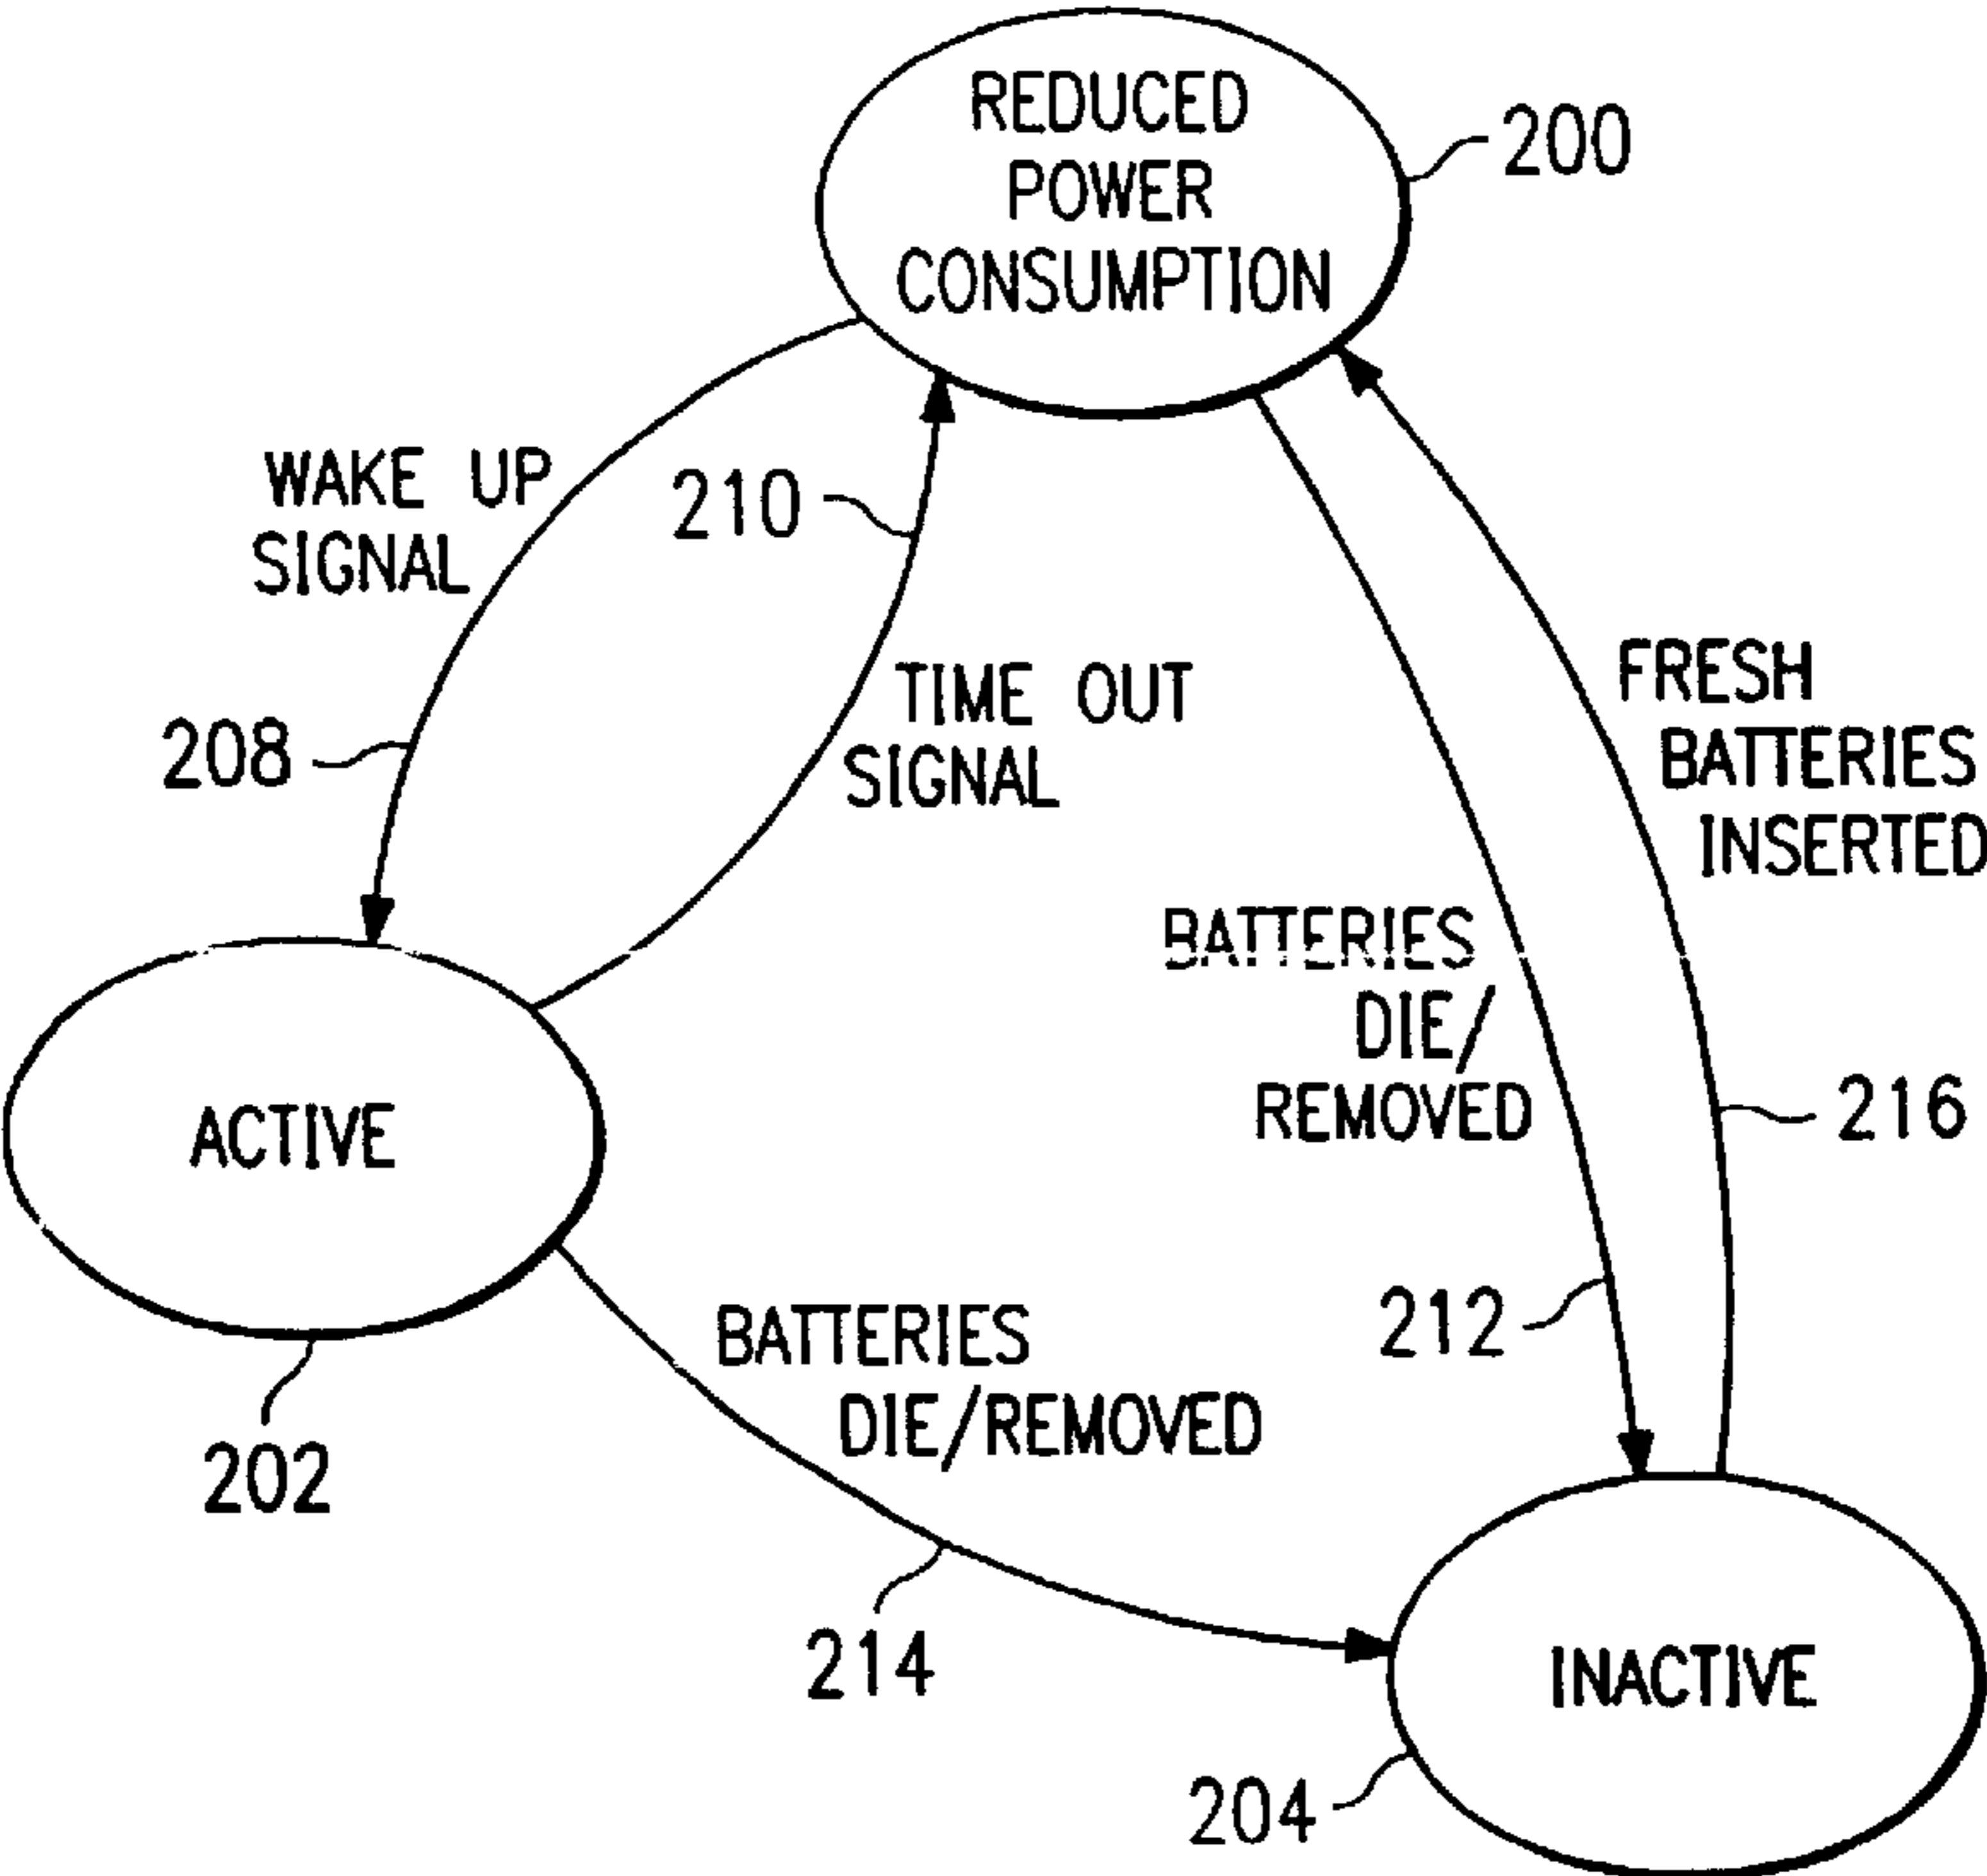 REDUCED
POWER
CONSUMPTION
200
WAKE UP
SIGNAL
210
208
TIME OUT
SIGNAL
FRESH
BATTERIES
INSERTED
BATTERIES
DIE/
REMOVED
216
ACTIVE
202
212
BATTERIES
DIE/REMOVED
214
INACTIVE
204